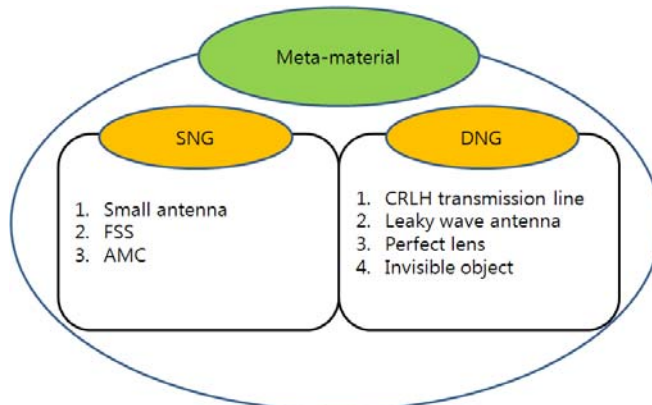 Meta-material
SNG
1. Small antenna
2. FSS
3. AMC
DNG
1. CRLH transmission line
2. Leaky wave antenna
3. Perfect lens
4. Invisible object